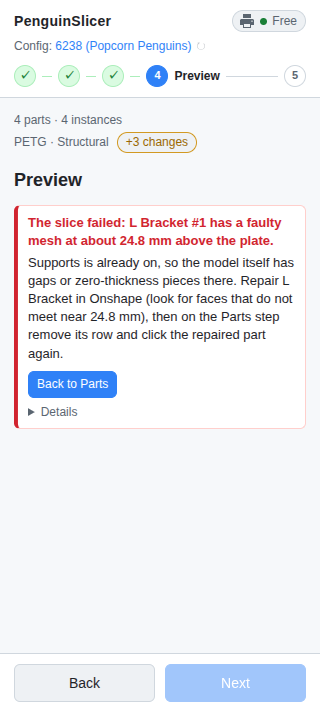 PenguinSlicer
Free
Config: 6238 (Popcorn Penguins)
✓ ✓ ✓ 4 Preview 5
4 parts · 4 instances
PETG · Structural +3 changes
Preview
The slice failed: L Bracket #1 has a faulty
mesh at about 24.8 mm above the plate.
Supports is already on, so the model itself has
gaps or zero-thickness pieces there. Repair L
Bracket in Onshape (look for faces that do not
meet near 24.8 mm), then on the Parts step
remove its row and click the repaired part
again.
Back to Parts
Details
Back
Next